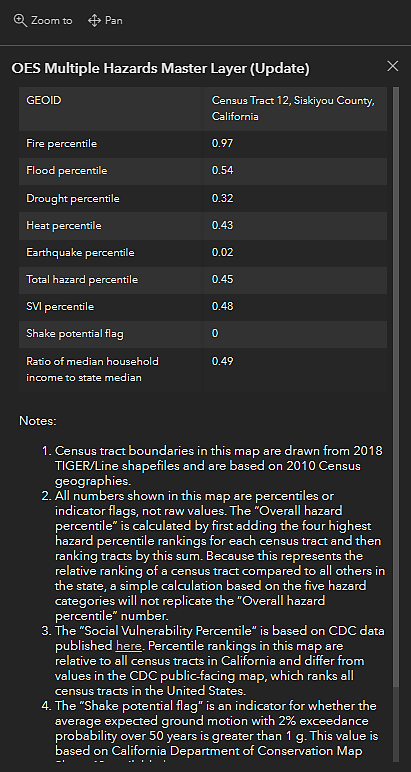 Zoom to Pan
OES Multiple Hazards Master Layer (Update)
GEOID Census Tract 12, Siskiyou County,
California
Fire percentile 0.97
Flood percentile 0.54
Drought percentile 0.32
Heat percentile 0.43
Earthquake percentile 0.02
Total hazard percentile 0.45
SVI percentile 0.48
Shake potential flag 0
Ratio of median household 0.49
income to state median
Notes:
1. Census tract boundaries in this map are drawn from 2018
TIGER/Line shapefiles and are based on 2010 Census
geographies.
2. All numbers shown in this map are percentiles or
indicator flags, not raw values. The “Overall hazard
percentile” is calculated by first adding the four highest
hazard percentile rankings for each census tract and then
ranking tracts by this sum. Because this represents the
relative ranking of a census tract compared to all others in
the state, a simple calculation based on the five hazard
categories will not replicate the “Overall hazard
percentile” number.
3. The “Social Vulnerability Percentile” is based on CDC data
published here. Percentile rankings in this map are
relative to all census tracts in California and differ from
values in the CDC public-facing map, which ranks all
census tracts in the United States.
4. The “Shake potential flag” is an indicator for whether the
average expected ground motion with 2% exceedance
probability over 50 years is greater than 1 g. This value is
based on California Department of Conservation Map